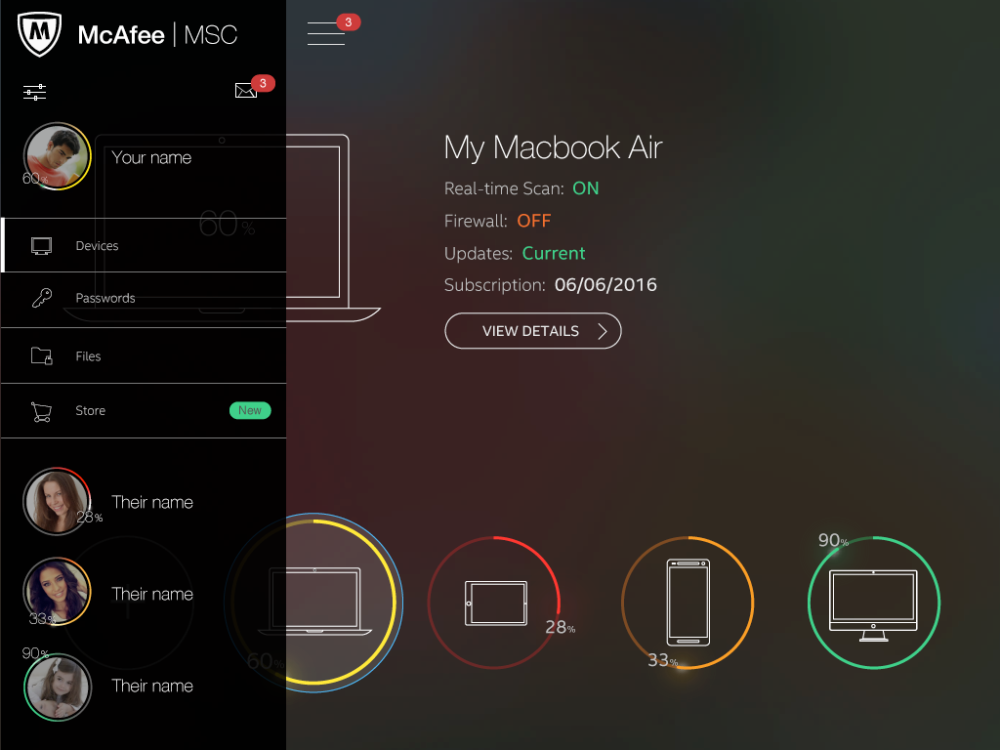 McAfee | MSC
3
3
Your name
60%
60%
Devices
Passwords
Files
Store
New
Their name
28%
Their name
33%
90%
Their name
My Macbook Air
Real-time Scan: ON
Firewall: OFF
Updates: Current
Subscription: 06/06/2016
VIEW DETAILS
60%
28%
33%
90%